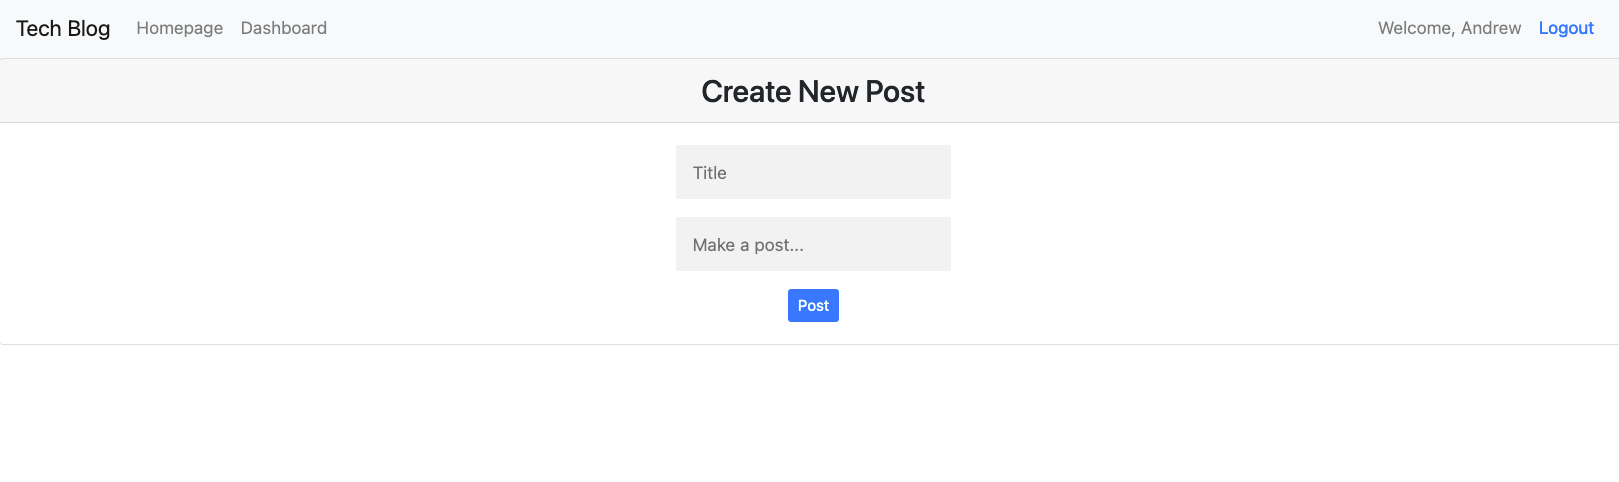 Tech Blog Homepage Dashboard Welcome, Andrew Logout
Create New Post
Title
Make a post...
Post